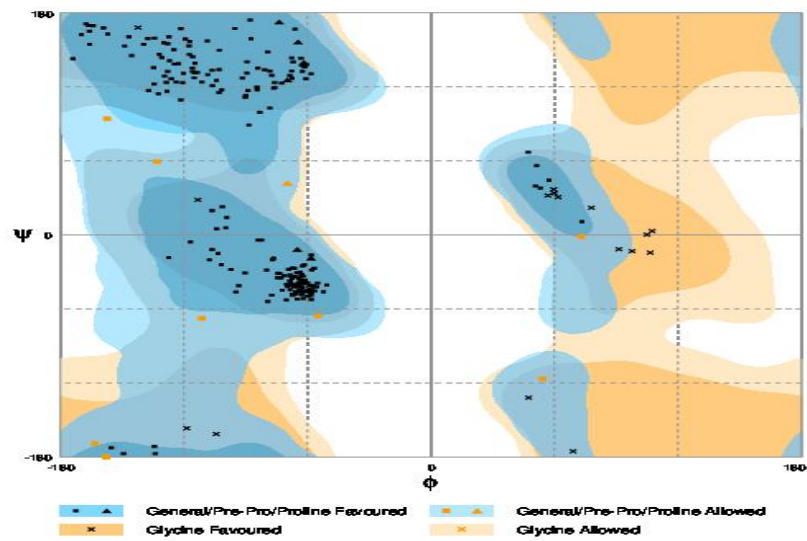 180
Ψ 0
-180
-180 0 180
Φ
General/Pre-Pro/Proline Favoured General/Pre-Pro/Proline Allowed
Glycine Favoured Glycine Allowed